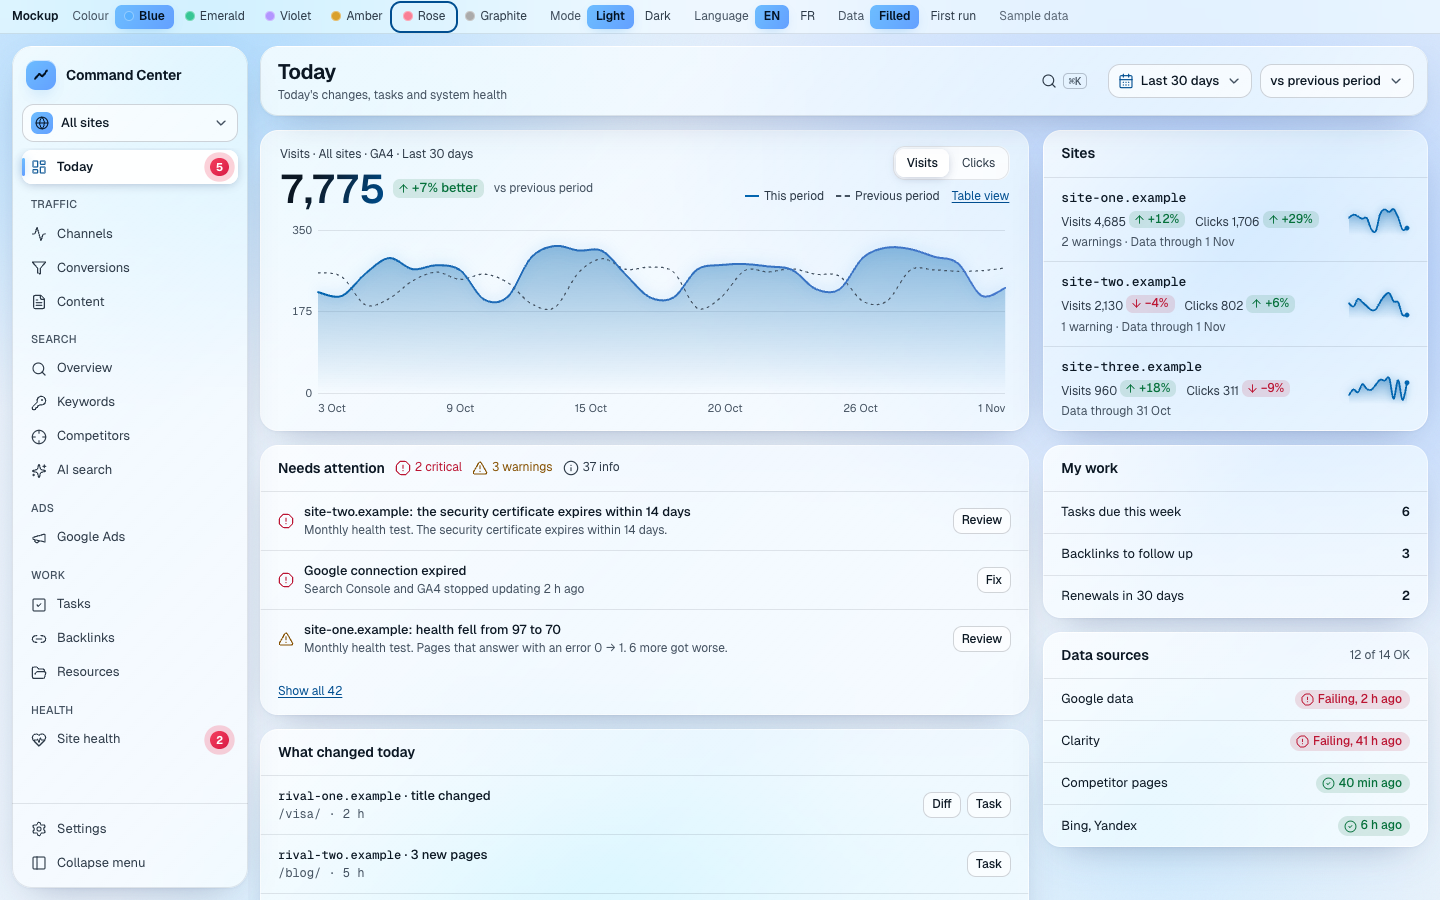 Mockup Colour Blue Emerald Violet Amber Rose Graphite Mode Light Dark Language EN FR Data Filled First run Sample data
Command Center
All sites
Today 5
TRAFFIC
Channels
Conversions
Content
SEARCH
Overview
Keywords
Competitors
AI search
ADS
Google Ads
WORK
Tasks
Backlinks
Resources
HEALTH
Site health 2
Settings
Collapse menu
Today
Today's changes, tasks and system health
⌘K
Last 30 days
vs previous period
Visits · All sites · GA4 · Last 30 days
7,775 ↑ +7% better vs previous period
Visits Clicks
This period Previous period Table view
350
175
0
3 Oct 9 Oct 15 Oct 20 Oct 26 Oct 1 Nov
Needs attention 2 critical 3 warnings 37 info
site-two.example: the security certificate expires within 14 days
Monthly health test. The security certificate expires within 14 days.
Review
Google connection expired
Search Console and GA4 stopped updating 2 h ago
Fix
site-one.example: health fell from 97 to 70
Monthly health test. Pages that answer with an error 0 → 1. 6 more got worse.
Review
Show all 42
What changed today
rival-one.example · title changed
/visa/ · 2 h
Diff Task
rival-two.example · 3 new pages
/blog/ · 5 h
Task
Sites
site-one.example
Visits 4,685 ↑ +12% Clicks 1,706 ↑ +29%
2 warnings · Data through 1 Nov
site-two.example
Visits 2,130 ↓ −4% Clicks 802 ↑ +6%
1 warning · Data through 1 Nov
site-three.example
Visits 960 ↑ +18% Clicks 311 ↓ −9%
Data through 31 Oct
My work
Tasks due this week 6
Backlinks to follow up 3
Renewals in 30 days 2
Data sources 12 of 14 OK
Google data Failing, 2 h ago
Clarity Failing, 41 h ago
Competitor pages 40 min ago
Bing, Yandex 6 h ago